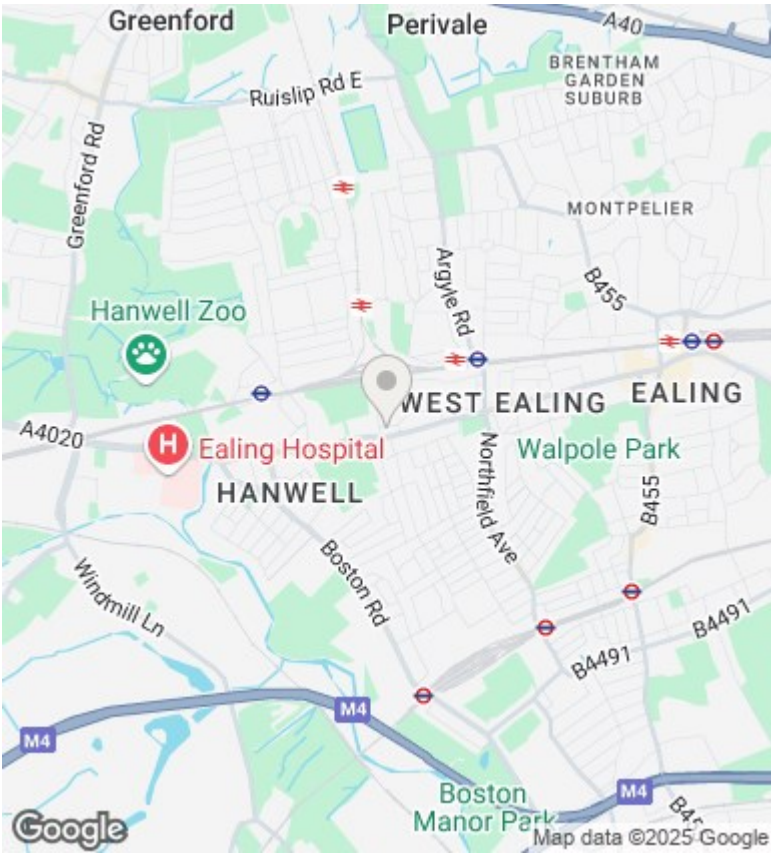 Greenford
Perivale
A40
BRENTHAM
GARDEN
SUBURB
Ruislip Rd E
Greenford Rd
MONTPELIER
Argyle Rd
B455
Hanwell Zoo
WEST EALING
EALING
A4020
H
Ealing Hospital
Walpole Park
HANWELL
Northfield Ave
B455
Boston Rd
Windmill Ln
B4491
B4491
M4
M4
M4
Boston
Manor Park
Google
Map data ©2025 Google